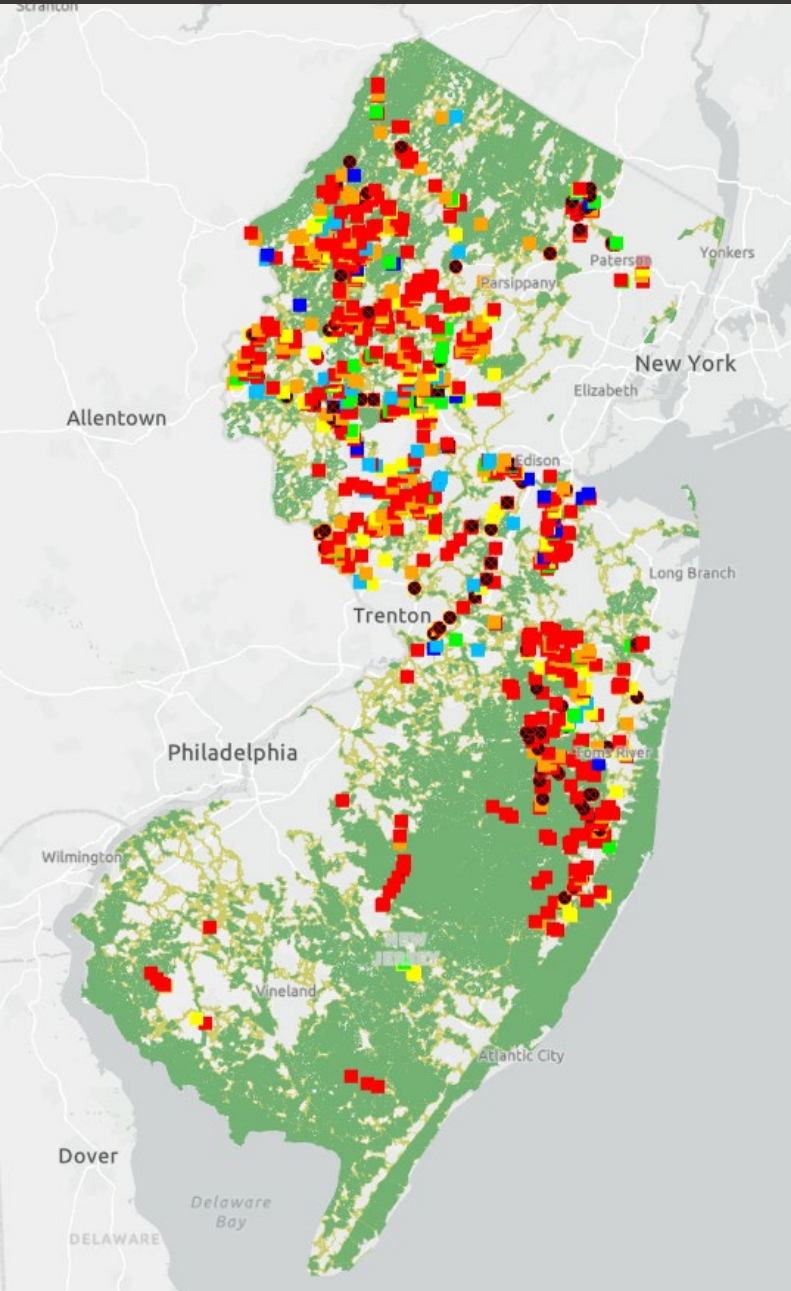 Scranton
Yonkers
Paterson
Parsippany
New York
Elizabeth
Allentown
Edison
Long Branch
Trenton
Toms River
Philadelphia
Wilmington
NEW
JERSEY
Vineland
Atlantic City
Dover
Delaware
Bay
DELAWARE